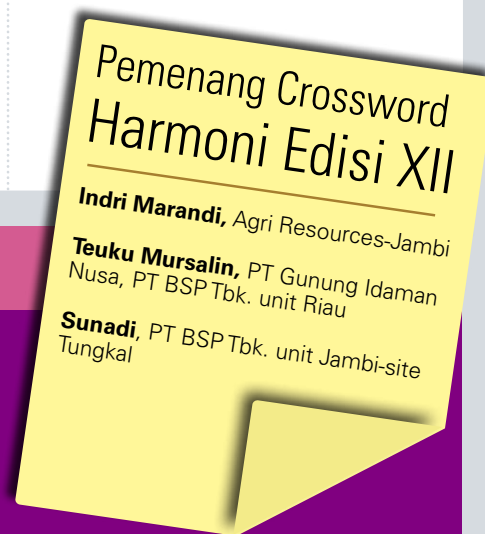 Pemenang Crossword
Harmoni Edisi XII
Indri Marandi, Agri Resources-Jambi
Teuku Mursalin, PT Gunung Idaman
Nusa, PT BSP Tbk. unit Riau
Sunadi, PT BSP Tbk. unit Jambi-site
Tungkal